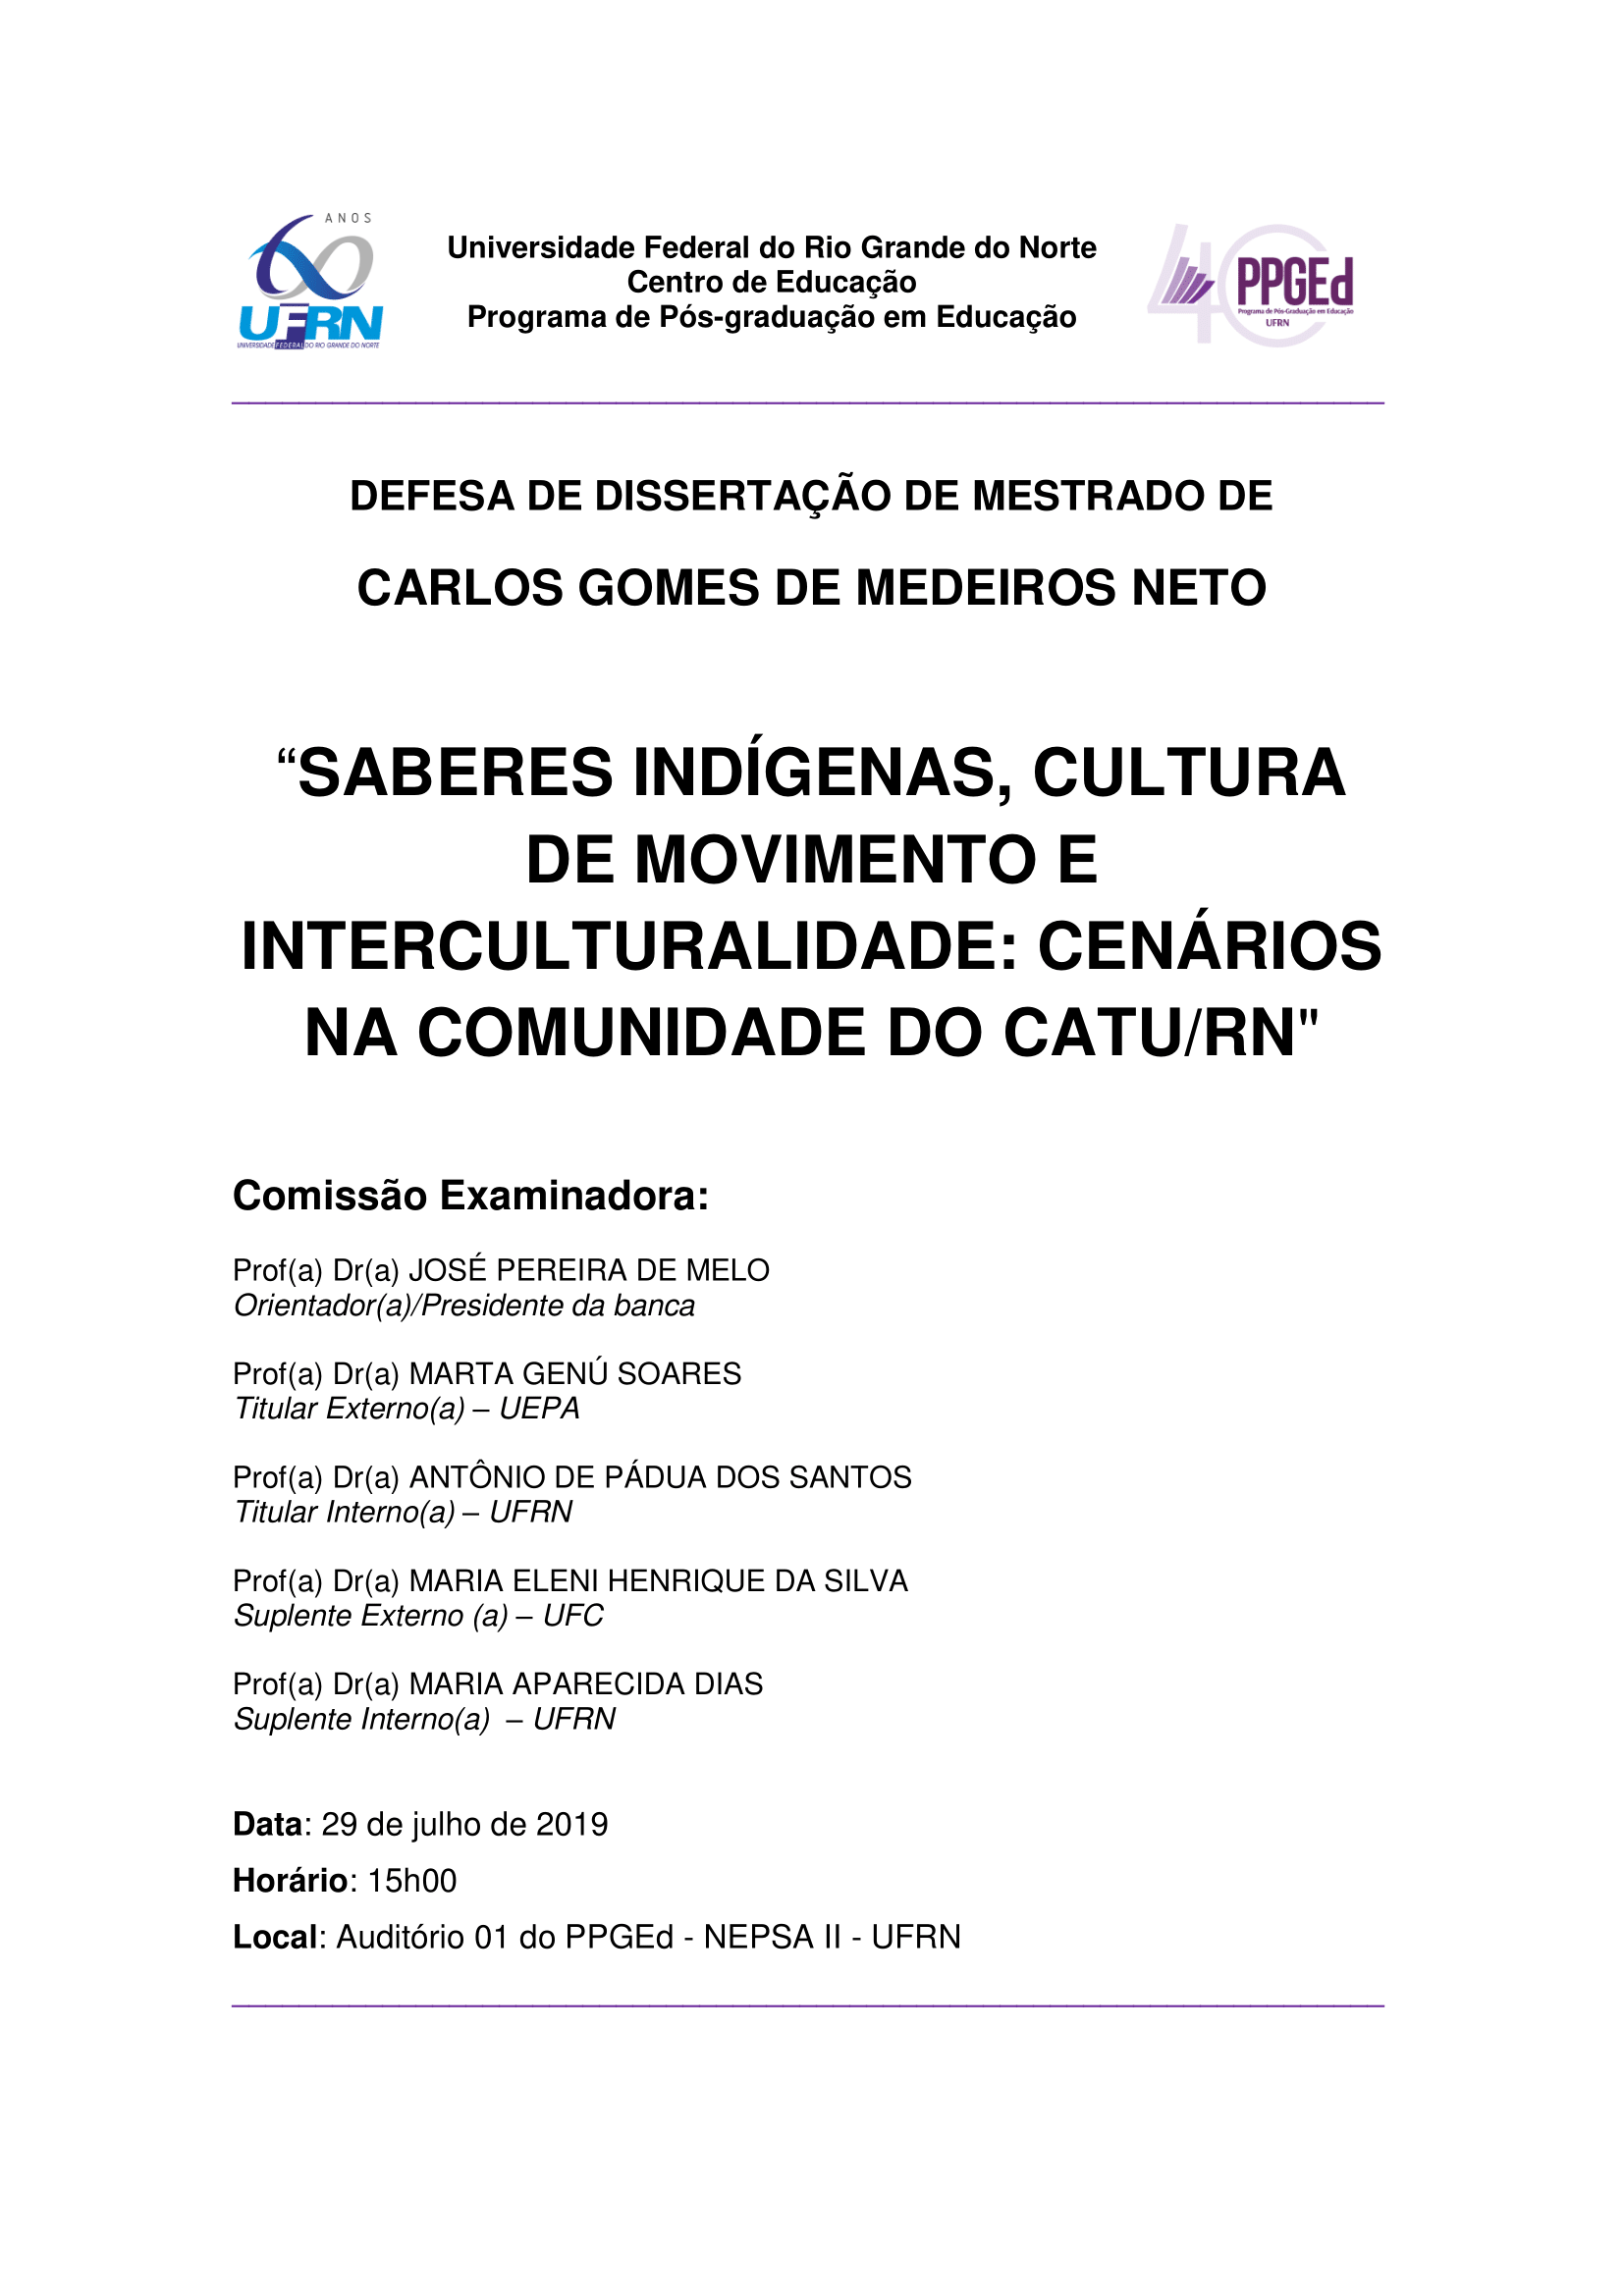 ANOS
UFRN
UNIVERSIDADE FEDERAL DO RIO GRANDE DO NORTE
Universidade Federal do Rio Grande do Norte
Centro de Educação
Programa de Pós-graduação em Educação
40
PPGEd
Programa de Pós-Graduação em Educação
UFRN
DEFESA DE DISSERTAÇÃO DE MESTRADO DE
CARLOS GOMES DE MEDEIROS NETO
“SABERES INDÍGENAS, CULTURA
DE MOVIMENTO E
INTERCULTURALIDADE: CENÁRIOS
NA COMUNIDADE DO CATU/RN"
Comissão Examinadora:
Prof(a) Dr(a) JOSÉ PEREIRA DE MELO
Orientador(a)/Presidente da banca
Prof(a) Dr(a) MARTA GENÚ SOARES
Titular Externo(a) – UEPA
Prof(a) Dr(a) ANTÔNIO DE PÁDUA DOS SANTOS
Titular Interno(a) – UFRN
Prof(a) Dr(a) MARIA ELENI HENRIQUE DA SILVA
Suplente Externo (a) – UFC
Prof(a) Dr(a) MARIA APARECIDA DIAS
Suplente Interno(a)  – UFRN
Data: 29 de julho de 2019
Horário: 15h00
Local: Auditório 01 do PPGEd - NEPSA II - UFRN